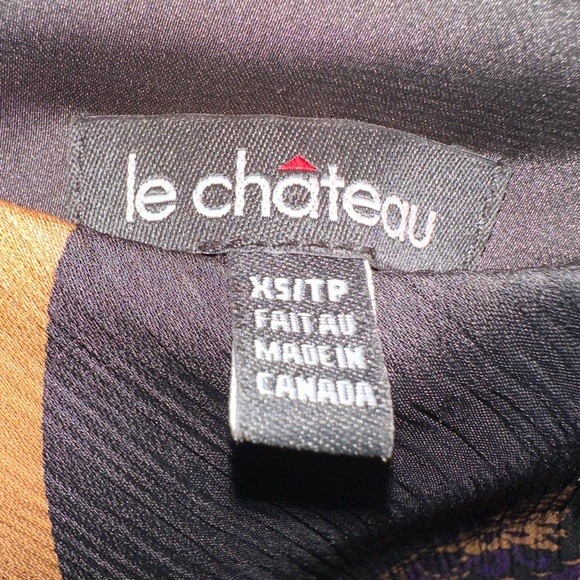 le château
XS/TP
FAIT AU
MADE IN
CANADA